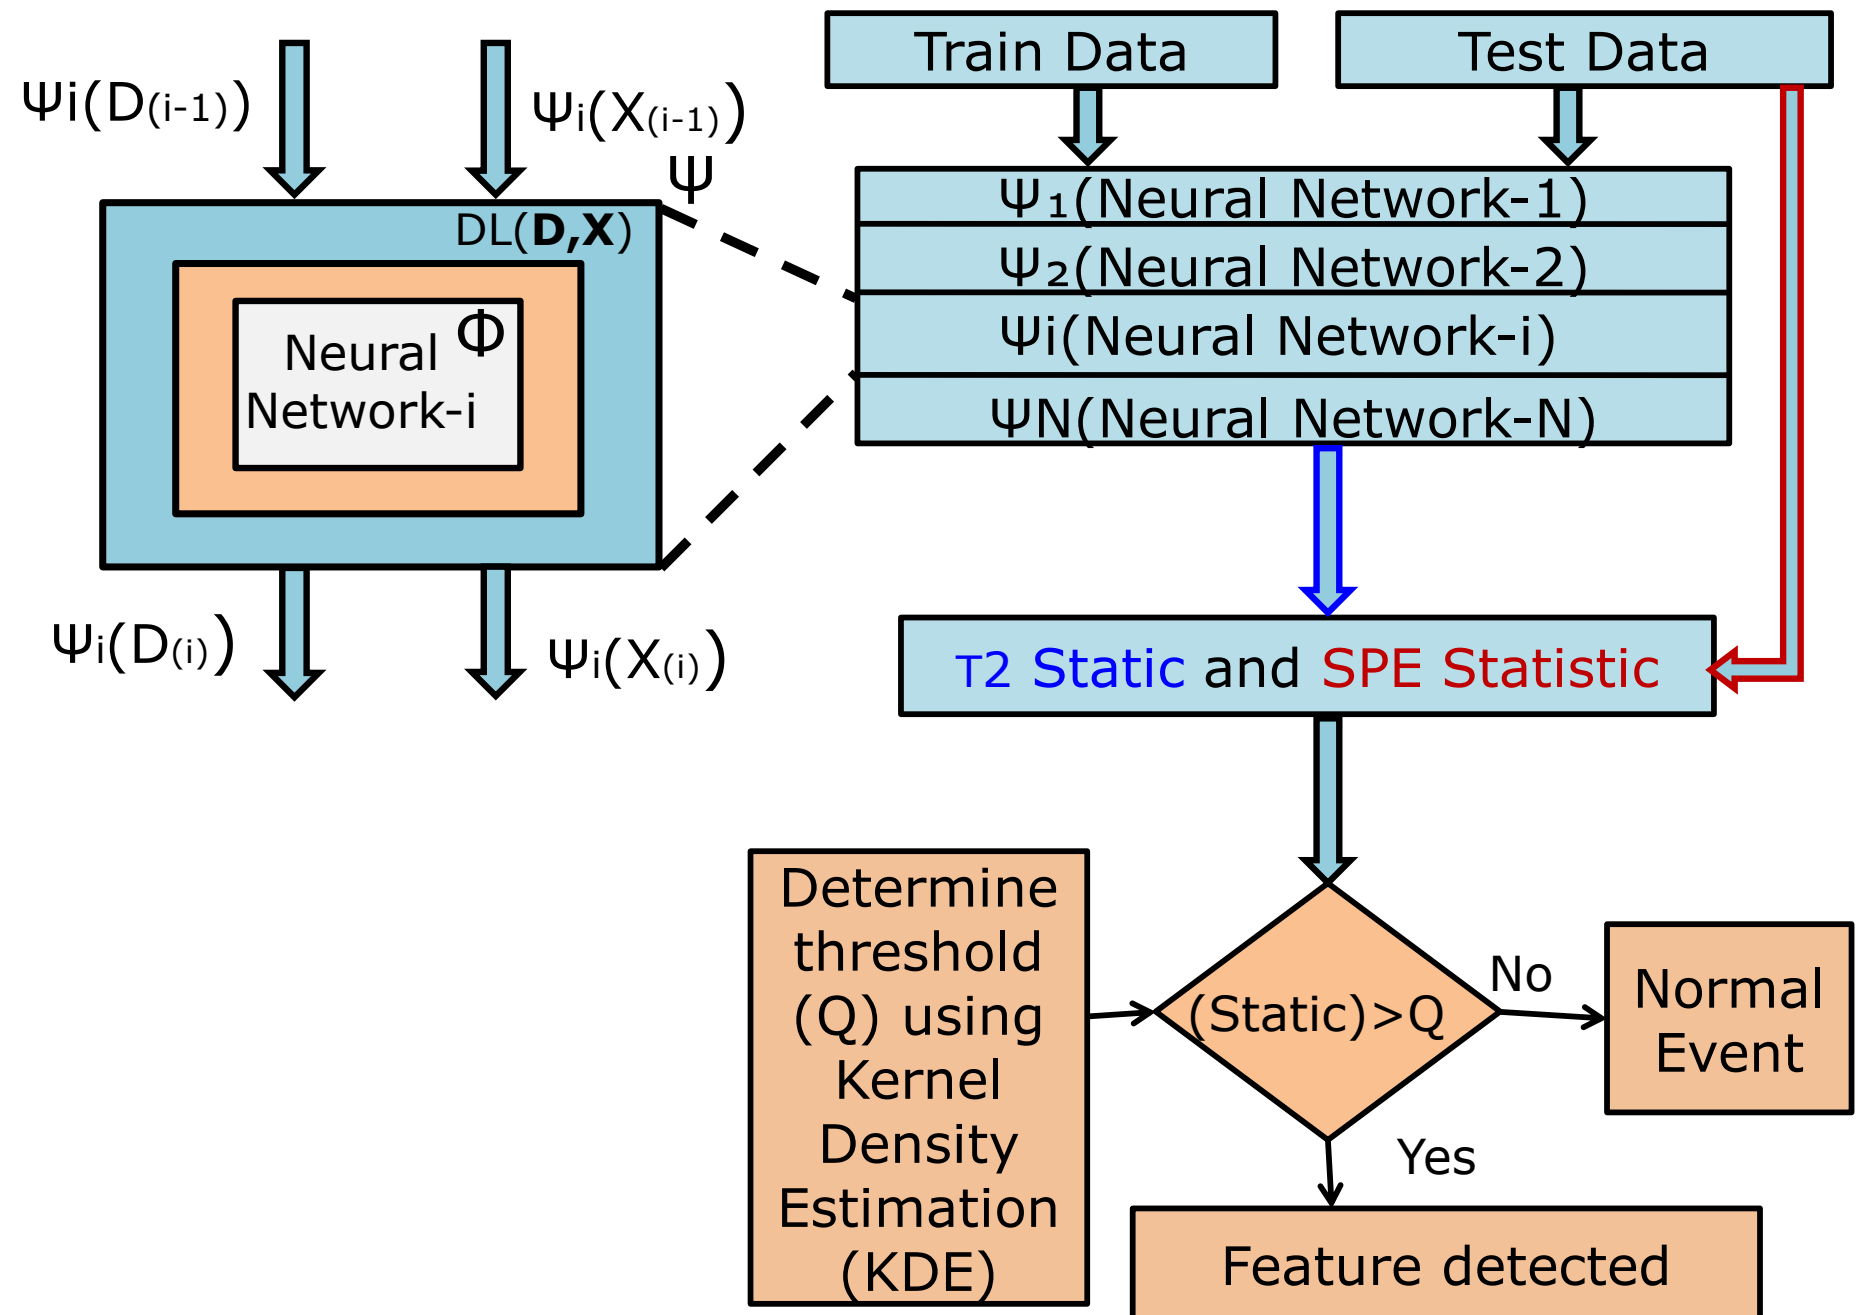 Ψi(D(i-1))
Ψi(X(i-1))
Ψ
DL(D,X)
Neural Φ
Network-i
Ψi(D(i))
Ψi(X(i))
Train Data
Test Data
Ψ1(Neural Network-1)
Ψ2(Neural Network-2)
Ψi(Neural Network-i)
ΨN(Neural Network-N)
T2 Static and SPE Statistic
Determine
threshold
(Q) using
Kernel
Density
Estimation
(KDE)
(Static)>Q
No
Normal
Event
Yes
Feature detected